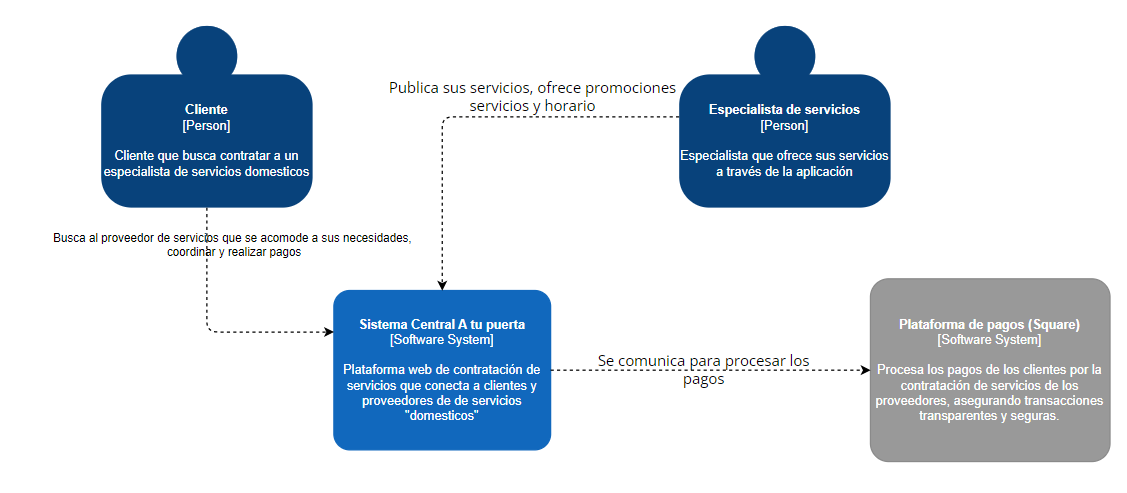 Cliente
[Person]
Cliente que busca contratar a un
especialista de servicios domesticos
Publica sus servicios, ofrece promociones
servicios y horario
Especialista de servicios
[Person]
Especialista que ofrece sus servicios
a través de la aplicación
Busca al proveedor de servicios que se acomode a sus necesidades,
coordinar y realizar pagos
Sistema Central A tu puerta
[Software System]
Plataforma web de contratación de
servicios que conecta a clientes y
proveedores de de servicios
"domesticos"
Se comunica para procesar los
pagos
Plataforma de pagos (Square)
[Software System]
Procesa los pagos de los clientes por la
contratación de servicios de los
proveedores, asegurando transacciones
transparentes y seguras.